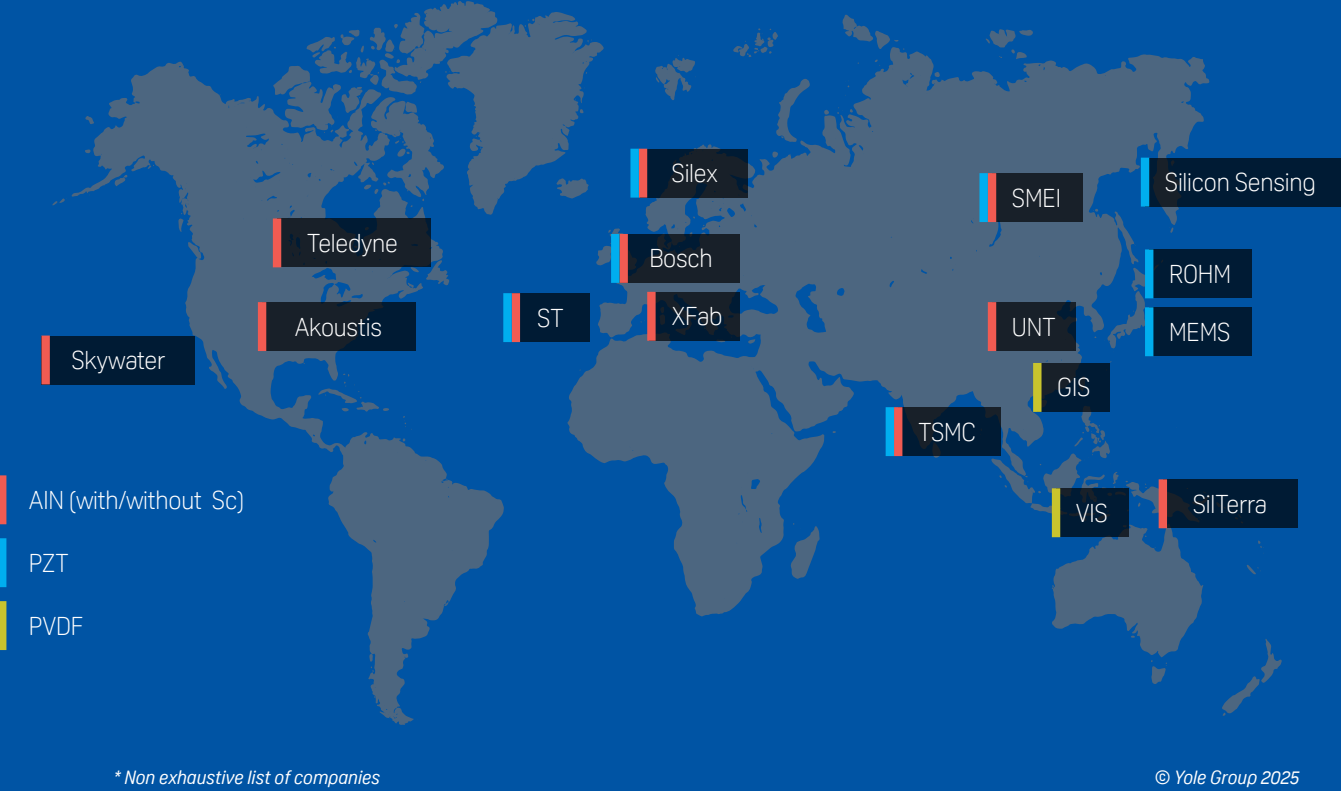 Silex
Silicon Sensing
SMEI
Teledyne
Bosch
ROHM
XFab
ST
Akoustis
UNT
MEMS
Skywater
GIS
TSMC
AIN (with/without Sc)
SilTerra
VIS
PZT
PVDF
* Non exhaustive list of companies
© Yole Group 2025